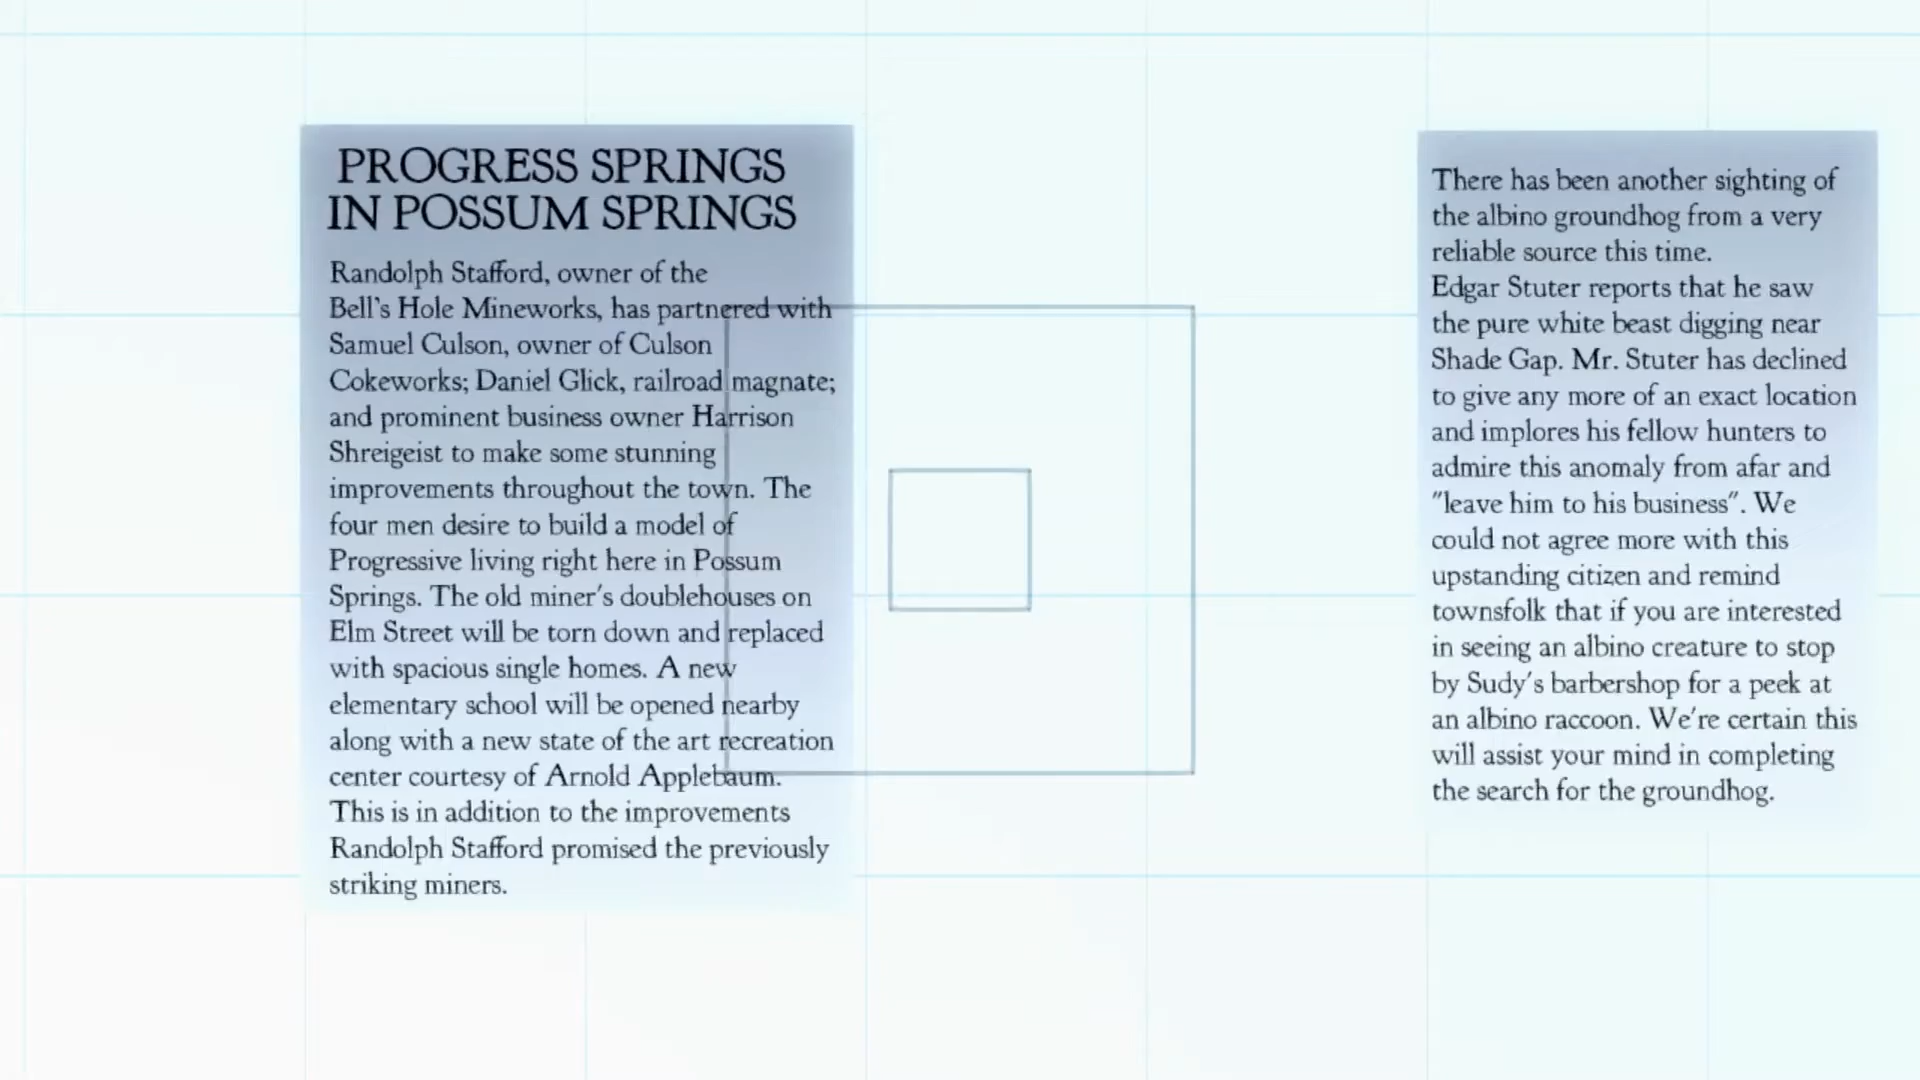 PROGRESS SPRINGS
IN POSSUM SPRINGS
Randolph Stafford, owner of the
Bell's Hole Mineworks, has partnered with
Samuel Culson, owner of Culson
Cokeworks; Daniel Glick, railroad magnate;
and prominent business owner Harrison
Shreigeist to make some stunning
improvements throughout the town. The
four men desire to build a model of
Progressive living right here in Possum
Springs. The old miner's doublehouses on
Elm Street will be torn down and replaced
with spacious single homes. A new
elementary school will be opened nearby
along with a new state of the art recreation
center courtesy of Arnold Applebaum.
This is in addition to the improvements
Randolph Stafford promised the previously
striking miners.
There has been another sighting of
the albino groundhog from a very
reliable source this time.
Edgar Stuter reports that he saw
the pure white beast digging near
Shade Gap. Mr. Stuter has declined
to give any more of an exact location
and implores his fellow hunters to
admire this anomaly from afar and
"leave him to his business". We
could not agree more with this
upstanding citizen and remind
townsfolk that if you are interested
in seeing an albino creature to stop
by Sudy's barbershop for a peek at
an albino raccoon. We're certain this
will assist your mind in completing
the search for the groundhog.